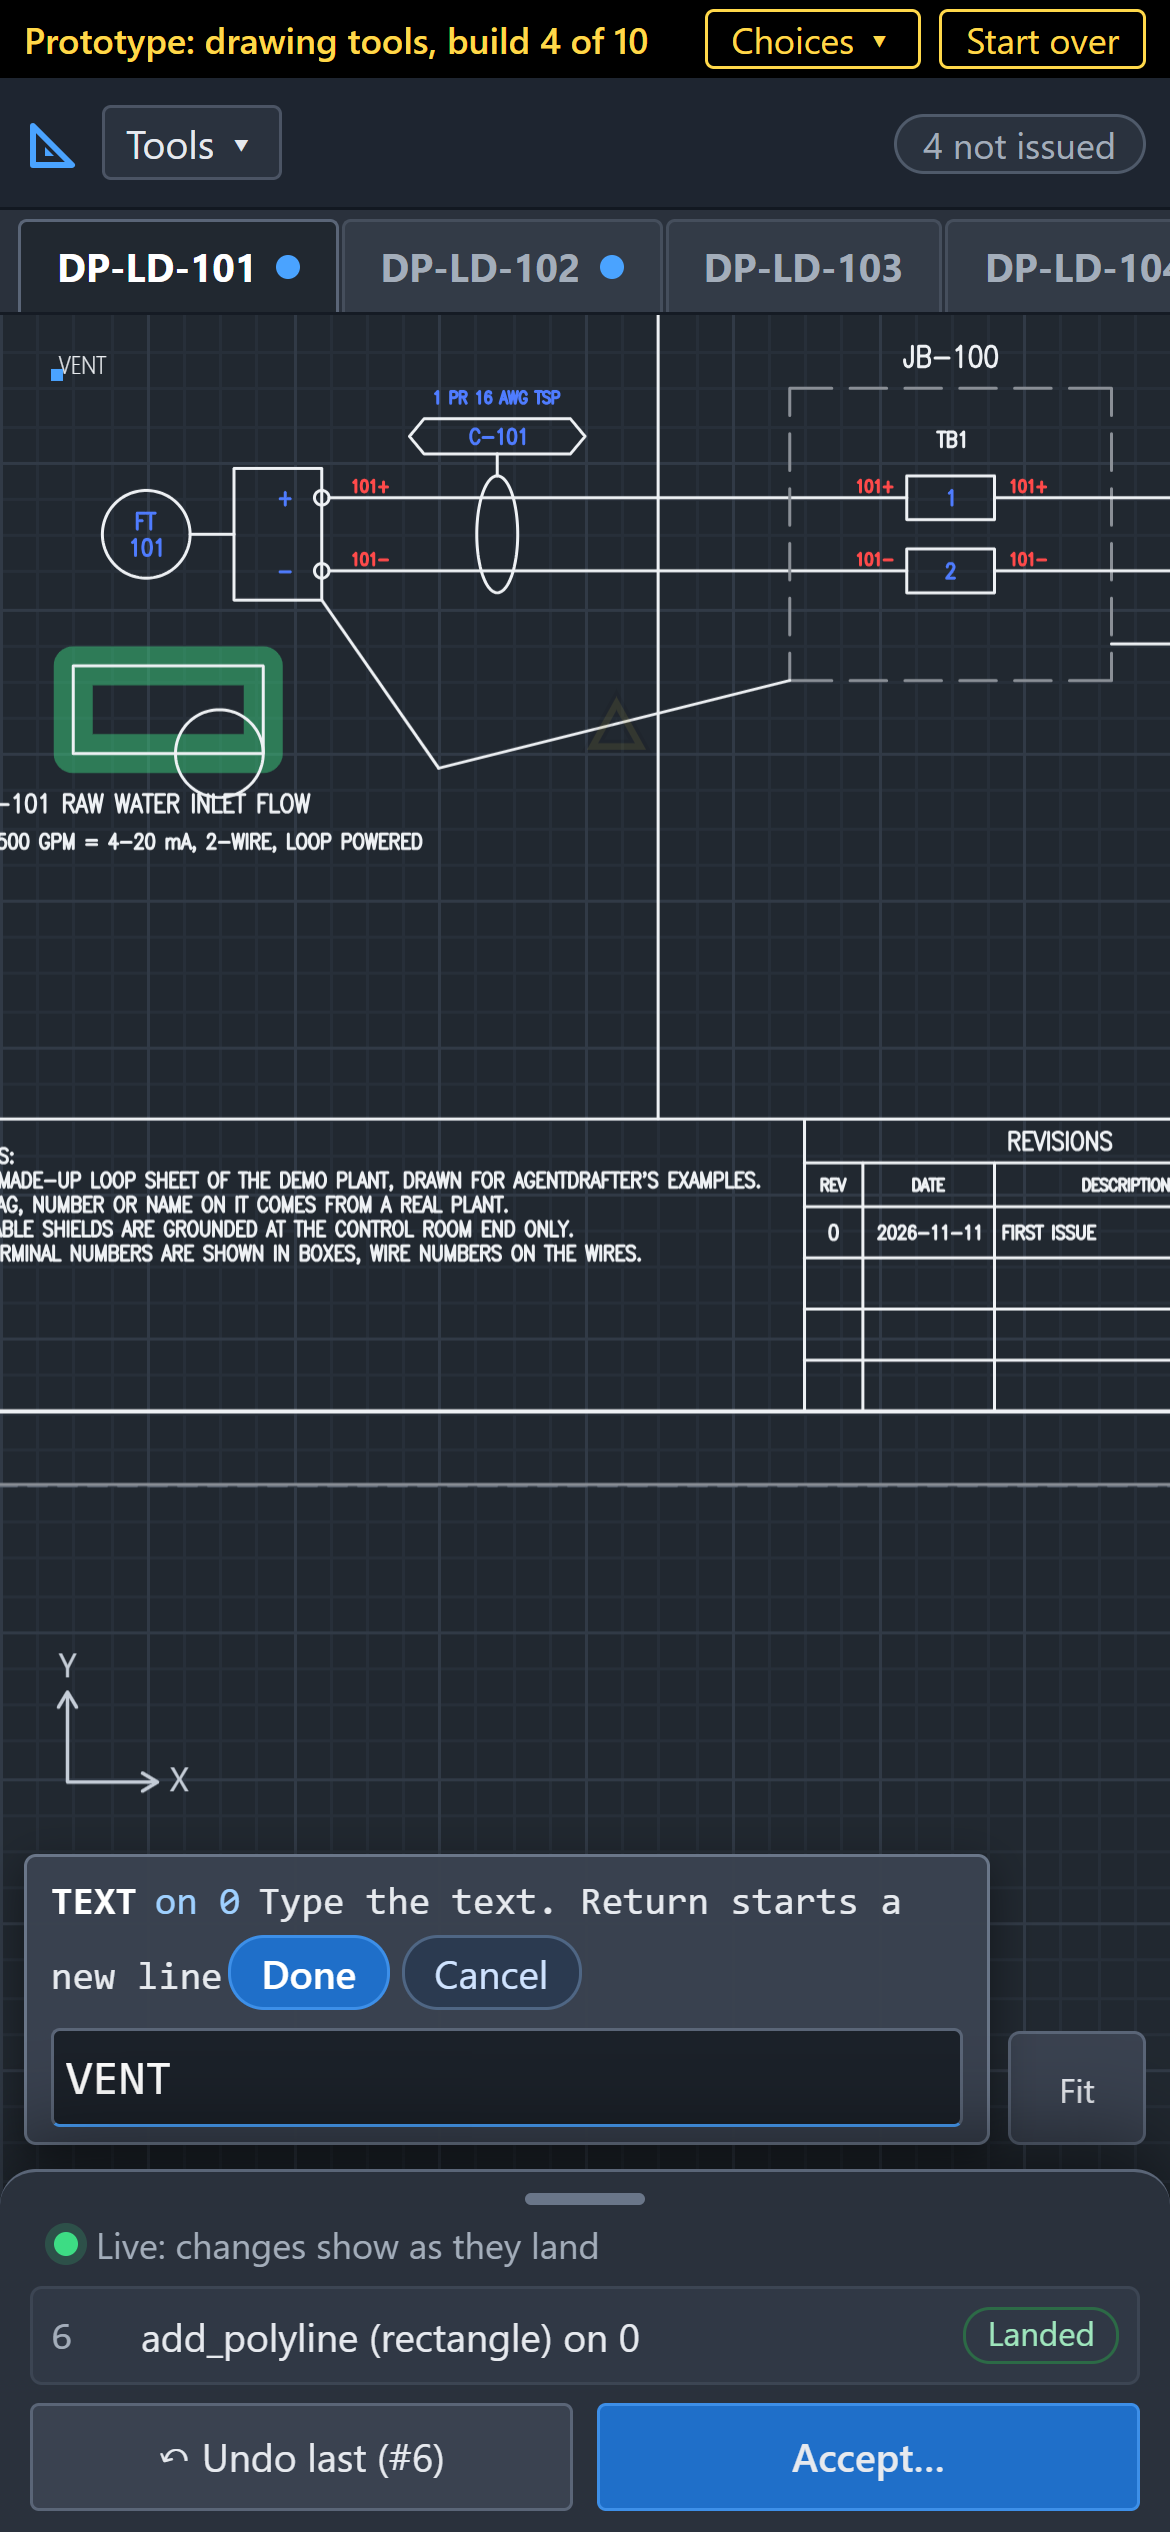 Prototype: drawing tools, build 4 of 10
Choices ▼
Start over
Tools ▼
4 not issued
DP-LD-101
DP-LD-102
DP-LD-103
DP-LD-104
VENT
JB-100
1 PR 16 AWG TSP
C-101
TB1
+
101+
101+
1
101+
FT
101
-
101-
101-
2
101-
-101 RAW WATER INLET FLOW
500 GPM = 4-20 mA, 2-WIRE, LOOP POWERED
S:
MADE-UP LOOP SHEET OF THE DEMO PLANT, DRAWN FOR AGENTDRAFTER'S EXAMPLES.
AG, NUMBER OR NAME ON IT COMES FROM A REAL PLANT.
ABLE SHIELDS ARE GROUNDED AT THE CONTROL ROOM END ONLY.
RMINAL NUMBERS ARE SHOWN IN BOXES, WIRE NUMBERS ON THE WIRES.
REVISIONS
REV DATE DESCRIPTION
0 2026-11-11 FIRST ISSUE
Y
X
TEXT on 0 Type the text. Return starts a
new line Done Cancel
VENT
Fit
Live: changes show as they land
6 add_polyline (rectangle) on 0 Landed
Undo last (#6)
Accept...